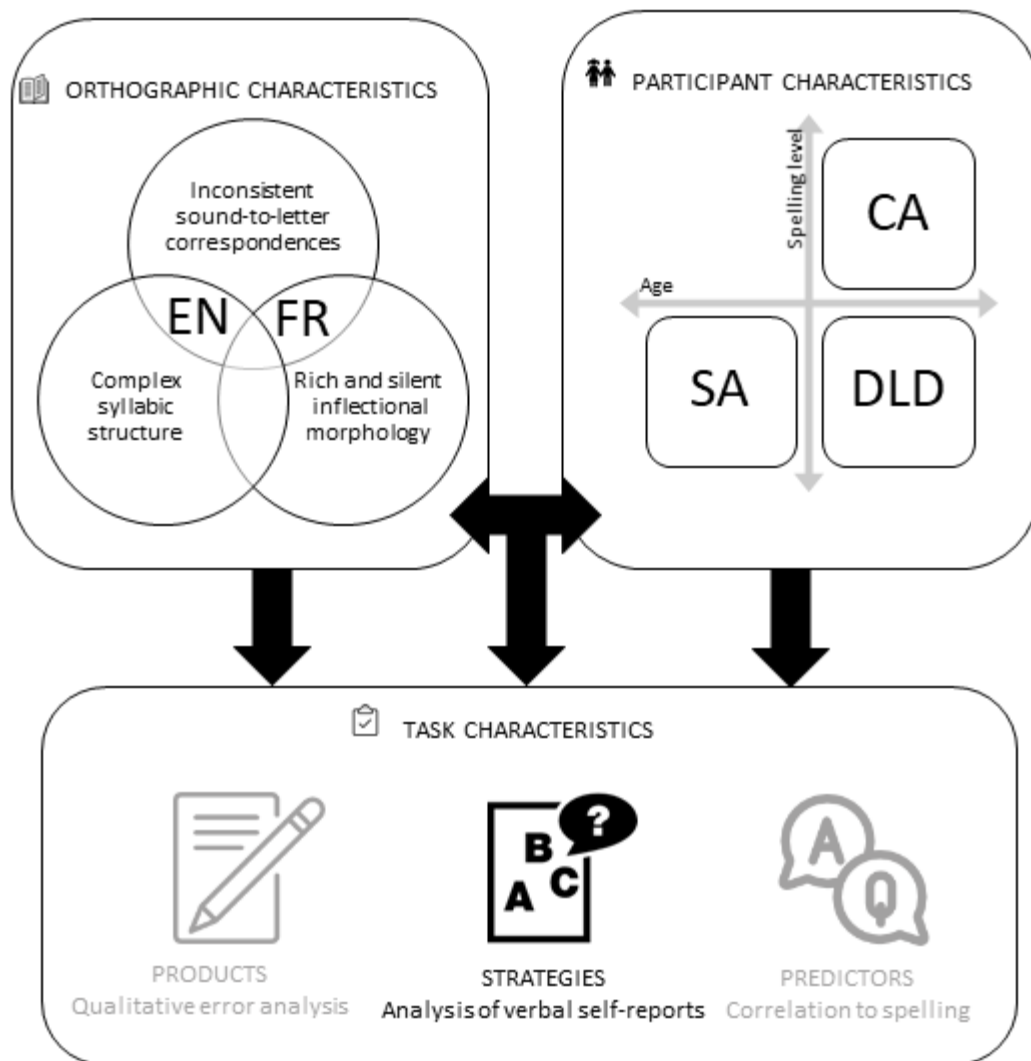 ORTHOGRAPHIC CHARACTERISTICS
Inconsistent
sound-to-letter
correspondences
EN
FR
Complex
syllabic
structure
Rich and silent
inflectional
morphology
PARTICIPANT CHARACTERISTICS
Spelling level
Age
CA
SA
DLD
TASK CHARACTERISTICS
?
B
A
C
A
Q
PRODUCTS
Qualitative error analysis
STRATEGIES
Analysis of verbal self-reports
PREDICTORS
Correlation to spelling